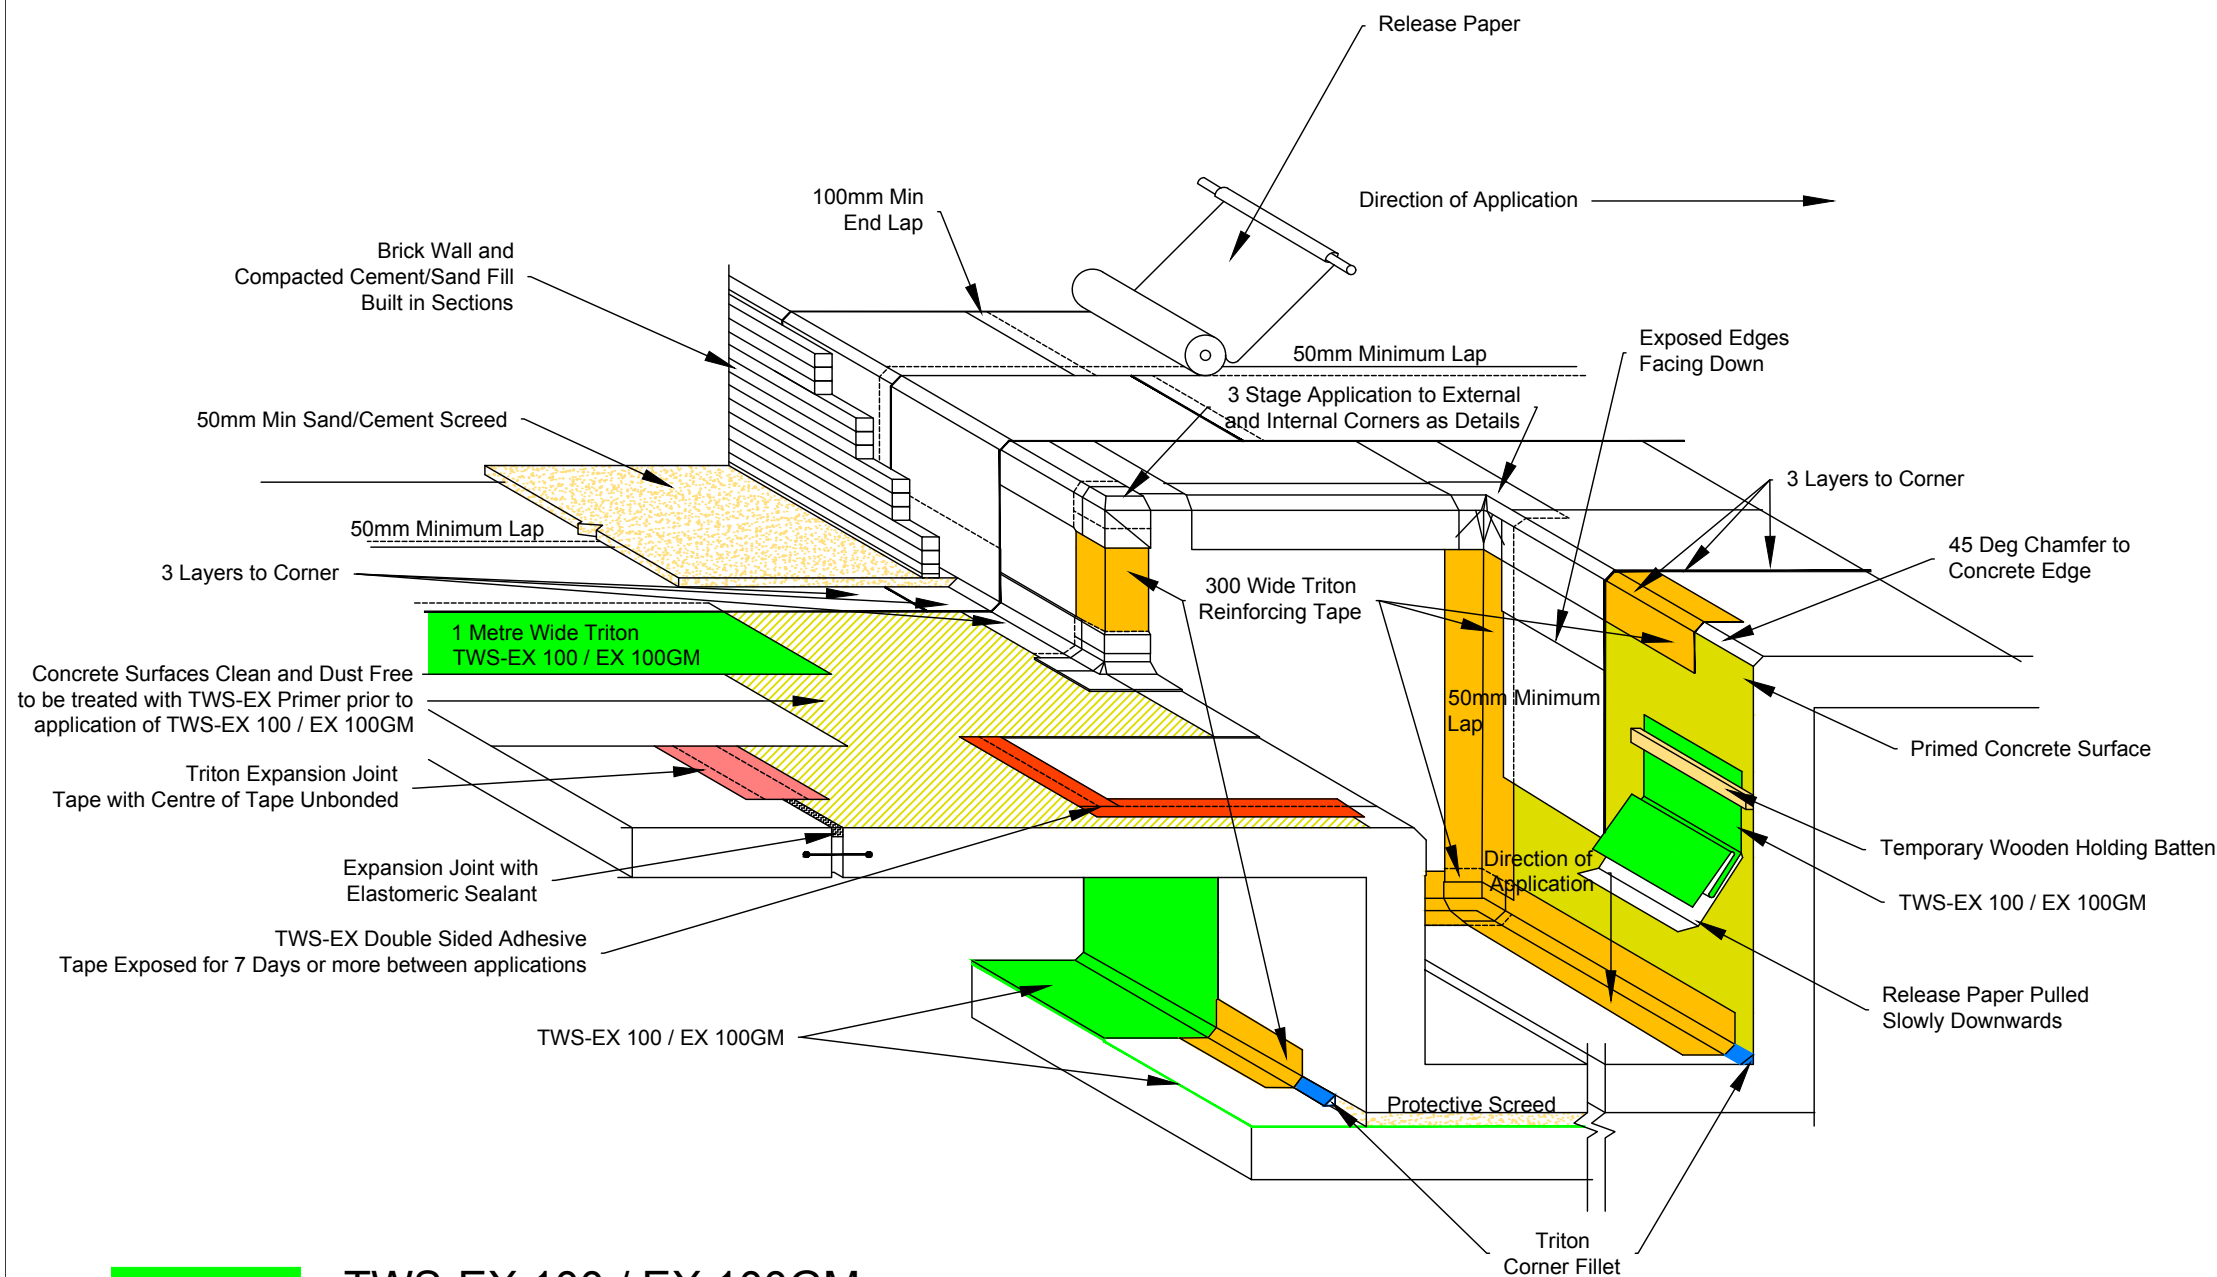 Release Paper
Direction of Application
100mm Min
End Lap
Brick Wall and
Compacted Cement/Sand Fill
Built in Sections
50mm Minimum Lap
Exposed Edges
Facing Down
3 Stage Application to External
and Internal Corners as Details
50mm Min Sand/Cement Screed
3 Layers to Corner
50mm Minimum Lap
45 Deg Chamfer to
Concrete Edge
3 Layers to Corner
300 Wide Triton
Reinforcing Tape
1 Metre Wide Triton
TWS-EX 100 / EX 100GM
Concrete Surfaces Clean and Dust Free
to be treated with TWS-EX Primer prior to
application of TWS-EX 100 / EX 100GM
50mm Minimum
Lap
Primed Concrete Surface
Triton Expansion Joint
Tape with Centre of Tape Unbonded
Temporary Wooden Holding Batten
Expansion Joint with
Elastomeric Sealant
Direction of
Application
TWS-EX 100 / EX 100GM
TWS-EX Double Sided Adhesive
Tape Exposed for 7 Days or more between applications
Release Paper Pulled
Slowly Downwards
TWS-EX 100 / EX 100GM
Protective Screed
Triton
Corner Fillet
TWS-EX 100 / EX 100GM